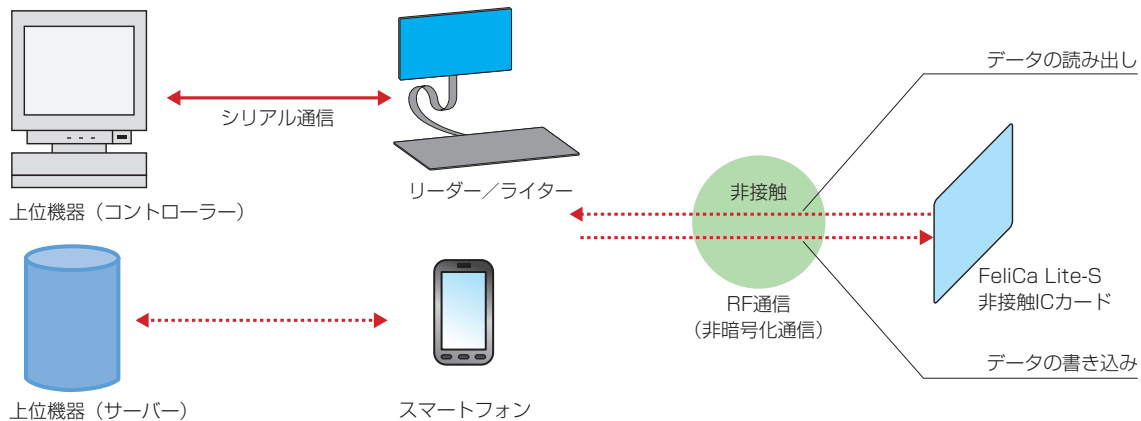 データの読み出し
シリアル通信
リーダー／ライター
非接触
上位機器（コントローラー）
FeliCa Lite-S
非接触ICカード
RF通信
（非暗号化通信）
データの書き込み
上位機器（サーバー）
スマートフォン